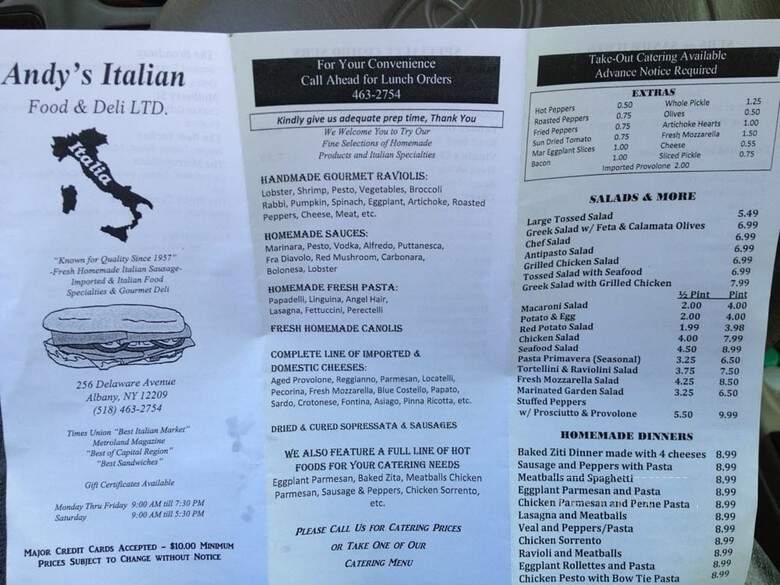 Andy's Italian
Food & Deli LTD.
Italia
"Known for Quality Since 1957"
-Fresh Homemade Italian Sausage-
Imported & Italian Food
Specialties & Gourmet Deli
256 Delaware Avenue
Albany, NY 12209
(518) 463-2754
Times Union "Best Italian Market"
Metroland Magazine
"Best of Capital Region"
"Best Sandwiches"
Gift Certificates Available
Monday Thru Friday 9:00 AM till 7:30 PM
Saturday 9:00 AM till 5:30 PM
MAJOR CREDIT CARDS ACCEPTED – $10.00 MINIMUM
PRICES SUBJECT TO CHANGE WITHOUT NOTICE
For Your Convenience
Call Ahead for Lunch Orders
463-2754
Kindly give us adequate prep time, Thank You
We Welcome You to Try Our
Fine Selections of Homemade
Products and Italian Specialties
HANDMADE GOURMET RAVIOLIS:
Lobster, Shrimp, Pesto, Vegetables, Broccoli
Rabbi, Pumpkin, Spinach, Eggplant, Artichoke, Roasted
Peppers, Cheese, Meat, etc.
HOMEMADE SAUCES:
Marinara, Pesto, Vodka, Alfredo, Puttanesca,
Fra Diavolo, Red Mushroom, Carbonara,
Bolonesa, Lobster
HOMEMADE FRESH PASTA:
Papadelli, Linguina, Angel Hair,
Lasagna, Fettuccini, Perectelli
FRESH HOMEMADE CANOLIS
COMPLETE LINE OF IMPORTED &
DOMESTIC CHEESES:
Aged Provolone, Reggianno, Parmesan, Locatelli,
Pecorina, Fresh Mozzarella, Blue Costello, Papato,
Sardo, Crotonese, Fontina, Asiago, Pinna Ricotta, etc.
DRIED & CURED SOPRESSATA & SAUSAGES
WE ALSO FEATURE A FULL LINE OF HOT
FOODS FOR YOUR CATERING NEEDS
Eggplant Parmesan, Baked Zita, Meatballs Chicken
Parmesan, Sausage & Peppers, Chicken Sorrento,
etc.
PLEASE CALL US FOR CATERING PRICES
OR TAKE ONE OF OUR
CATERING MENU
Take-Out Catering Available
Advance Notice Required
EXTRAS
Hot Peppers 0.50 Whole Pickle 1.25
Roasted Peppers 0.75 Olives 0.50
Fried Peppers 0.75 Artichoke Hearts 1.00
Sun Dried Tomato 0.75 Fresh Mozzarella 1.50
Mar Eggplant Slices 1.00 Cheese 0.55
Bacon 1.00 Sliced Pickle 0.75
Imported Provolone 2.00
SALADS & MORE
Large Tossed Salad 5.49
Greek Salad w/ Feta & Calamata Olives 6.99
Chef Salad 6.99
Antipasto Salad 6.99
Grilled Chicken Salad 6.99
Tossed Salad with Seafood 6.99
Greek Salad with Grilled Chicken 7.99
½ Pint Pint
Macaroni Salad 2.00 4.00
Potato & Egg 2.00 4.00
Red Potato Salad 1.99 3.98
Chicken Salad 4.00 7.99
Seafood Salad 4.50 8.99
Pasta Primavera (Seasonal) 3.25 6.50
Tortellini & Raviolini Salad 3.75 7.50
Fresh Mozzarella Salad 4.25 8.50
Marinated Garden Salad 3.25 6.50
Stuffed Peppers
w/ Prosciutto & Provolone 5.50 9.99
HOMEMADE DINNERS
Baked Ziti Dinner made with 4 cheeses 8.99
Sausage and Peppers with Pasta 8.99
Meatballs and Spaghetti 8.99
Eggplant Parmesan and Pasta 8.99
Chicken Parmesan and Penne Pasta 8.99
Lasagna and Meatballs 8.99
Veal and Peppers/Pasta 8.99
Chicken Sorrento 8.99
Ravioli and Meatballs 8.99
Eggplant Rollettes and Pasta 8.99
Chicken Pesto with Bow Tie Pasta 8.99